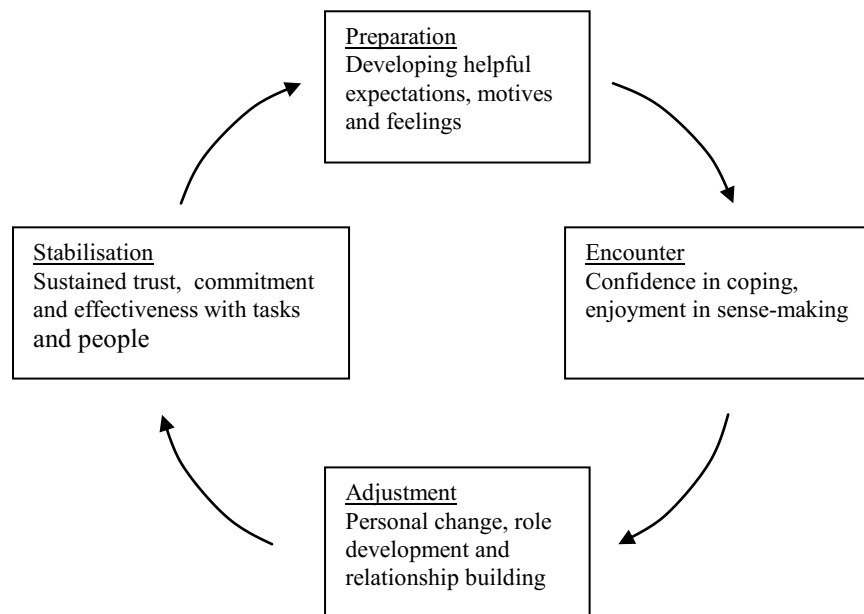 Preparation
Developing helpful
expectations, motives
and feelings
Stabilisation
Sustained trust, commitment
and effectiveness with tasks
and people
Encounter
Confidence in coping,
enjoyment in sense-making
Adjustment
Personal change, role
development and
relationship building